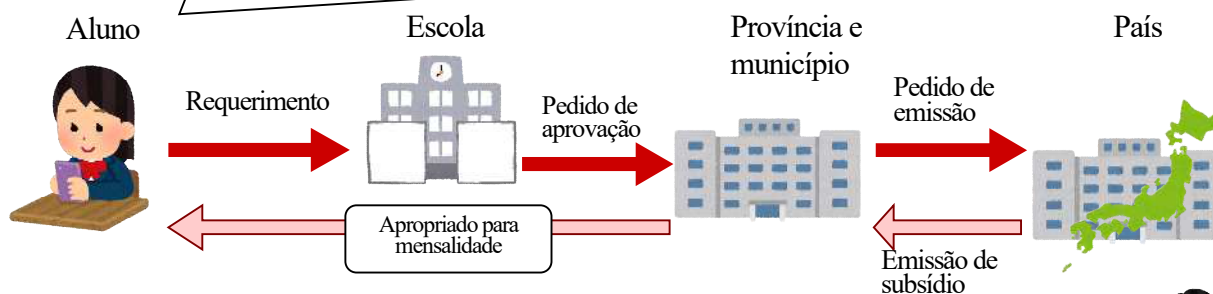 Aluno
Escola
Província e
município
País
Requerimento
Pedido de
aprovação
Pedido de
emissão
Apropriado para
mensalidade
Emissão de
subsídio